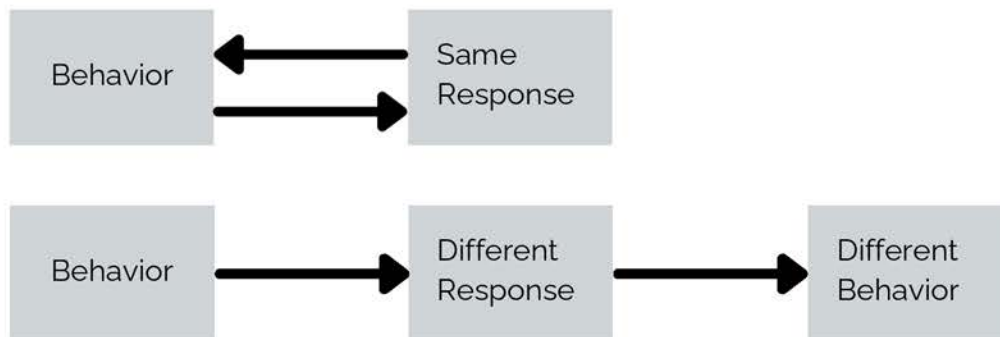 Behavior
Same
Response
Behavior
Different
Response
Different
Behavior